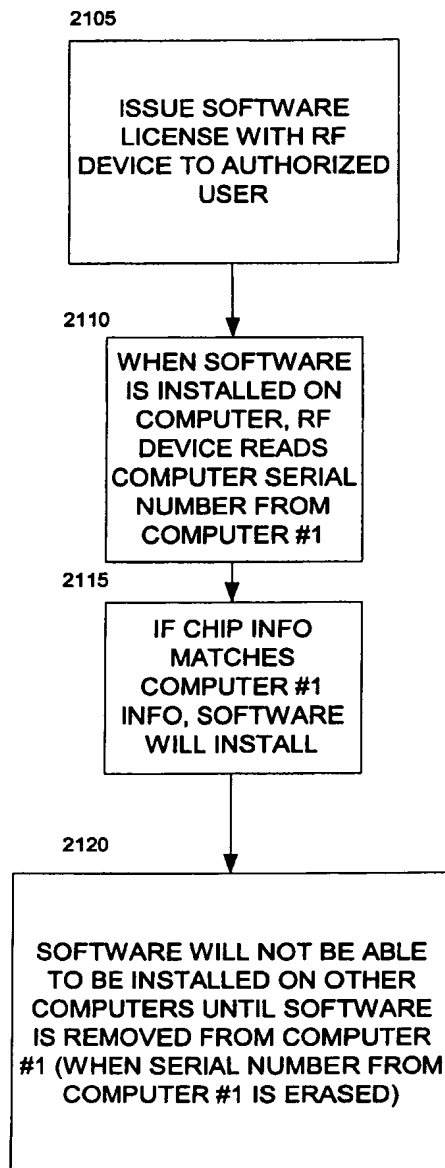 2105
ISSUE SOFTWARE
LICENSE WITH RF
DEVICE TO AUTHORIZED
USER
2110
WHEN SOFTWARE
IS INSTALLED ON
COMPUTER, RF
DEVICE READS
COMPUTER SERIAL
NUMBER FROM
COMPUTER #1
2115
IF CHIP INFO
MATCHES
COMPUTER #1
INFO, SOFTWARE
WILL INSTALL
2120
SOFTWARE WILL NOT BE ABLE
TO BE INSTALLED ON OTHER
COMPUTERS UNTIL SOFTWARE
IS REMOVED FROM COMPUTER
#1 (WHEN SERIAL NUMBER FROM
COMPUTER #1 IS ERASED)